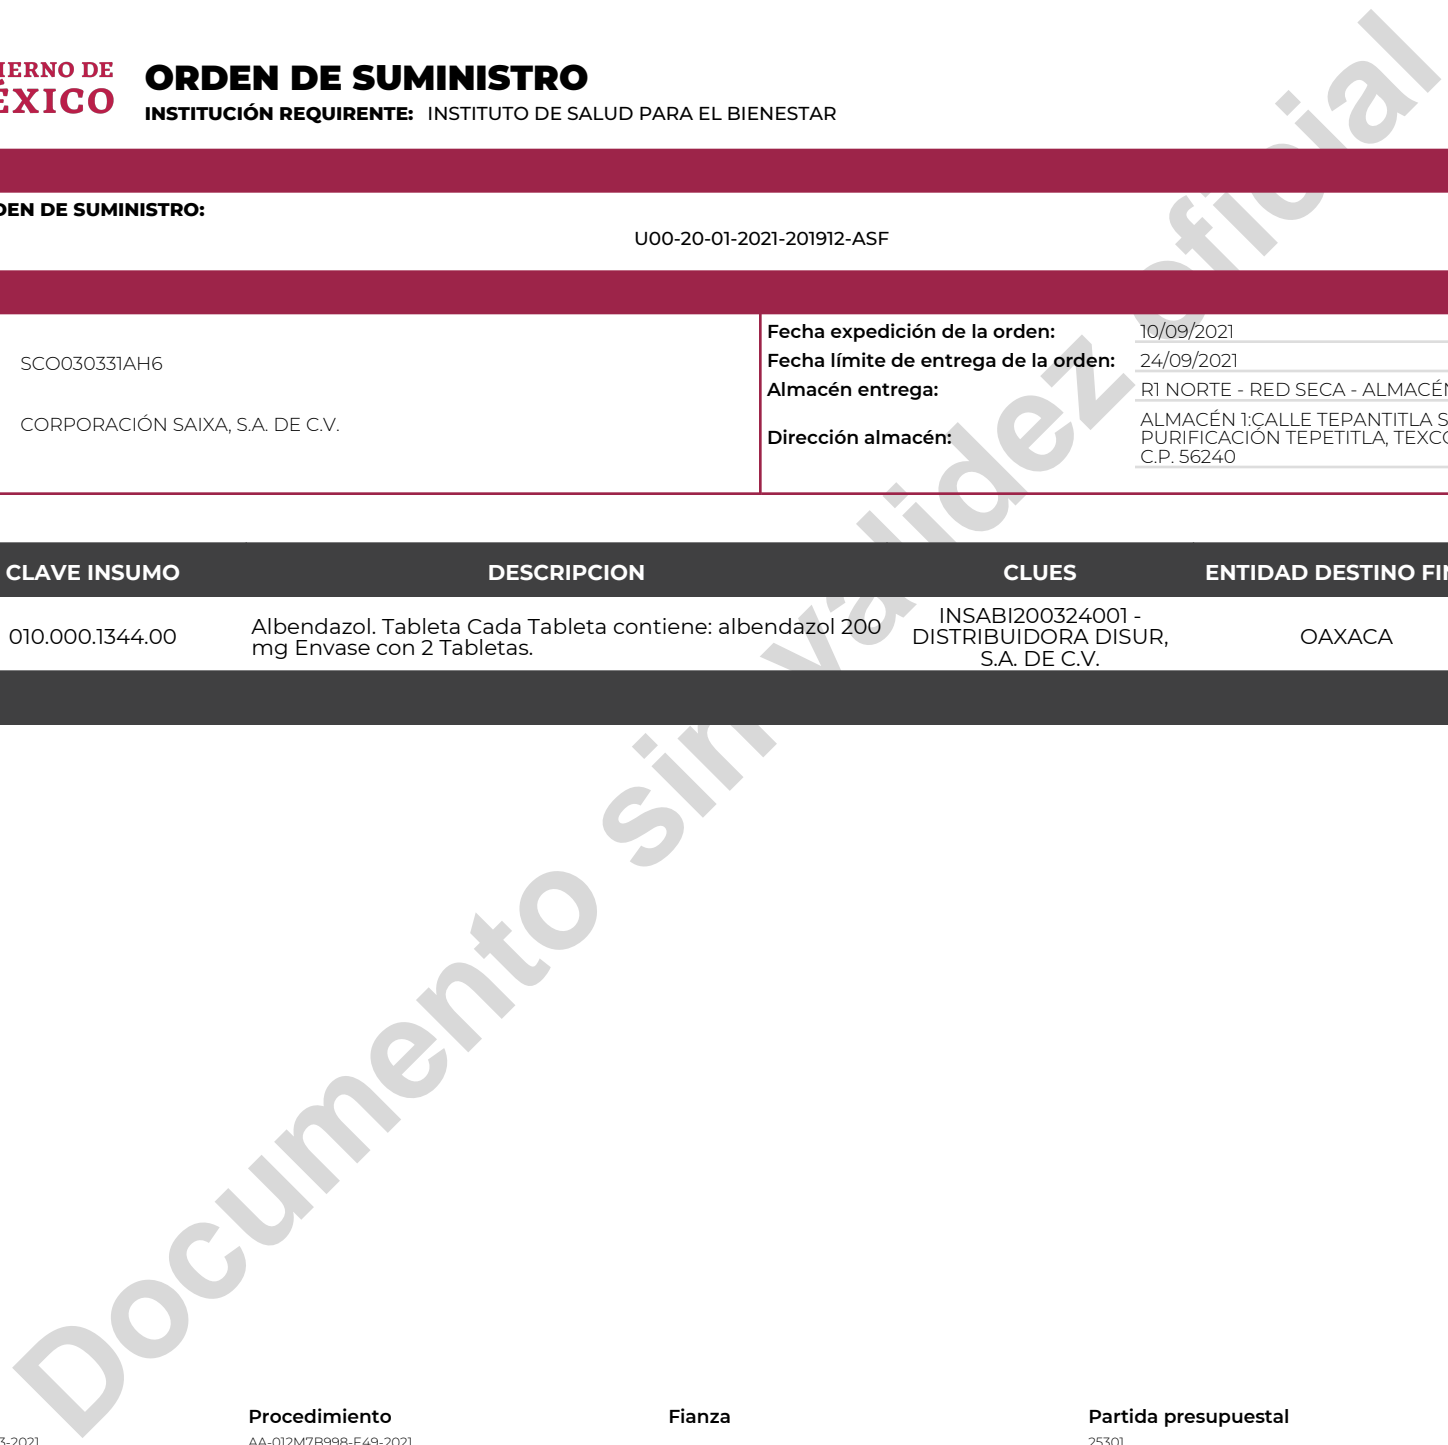 ORDEN DE SUMINISTRO
INSTITUCIÓN REQUIRENTE: INSTITUTO DE SALUD PARA EL BIENESTAR
IERNO DE
ÉXICO
DEN DE SUMINISTRO:
U00-20-01-2021-201912-ASF
SCO030331AH6
CORPORACIÓN SAIXA, S.A. DE C.V.
Fecha expedición de la orden: 10/09/2021
Fecha límite de entrega de la orden: 24/09/2021
Almacén entrega: R1 NORTE - RED SECA - ALMACÉN
Dirección almacén:
ALMACÉN 1:CALLE TEPANTITLA S
PURIFICACIÓN TEPETITLA, TEXCO
C.P. 56240
CLAVE INSUMO DESCRIPCION CLUES ENTIDAD DESTINO FIN
010.000.1344.00
Albendazol. Tableta Cada Tableta contiene: albendazol 200
mg Envase con 2 Tabletas.
INSABI200324001 -
DISTRIBUIDORA DISUR,
S.A. DE C.V.
OAXACA
Documento sin validez oficial
Procedimiento Fianza Partida presupuestal
3-2021 AA-012M7B998-E49-2021 25301